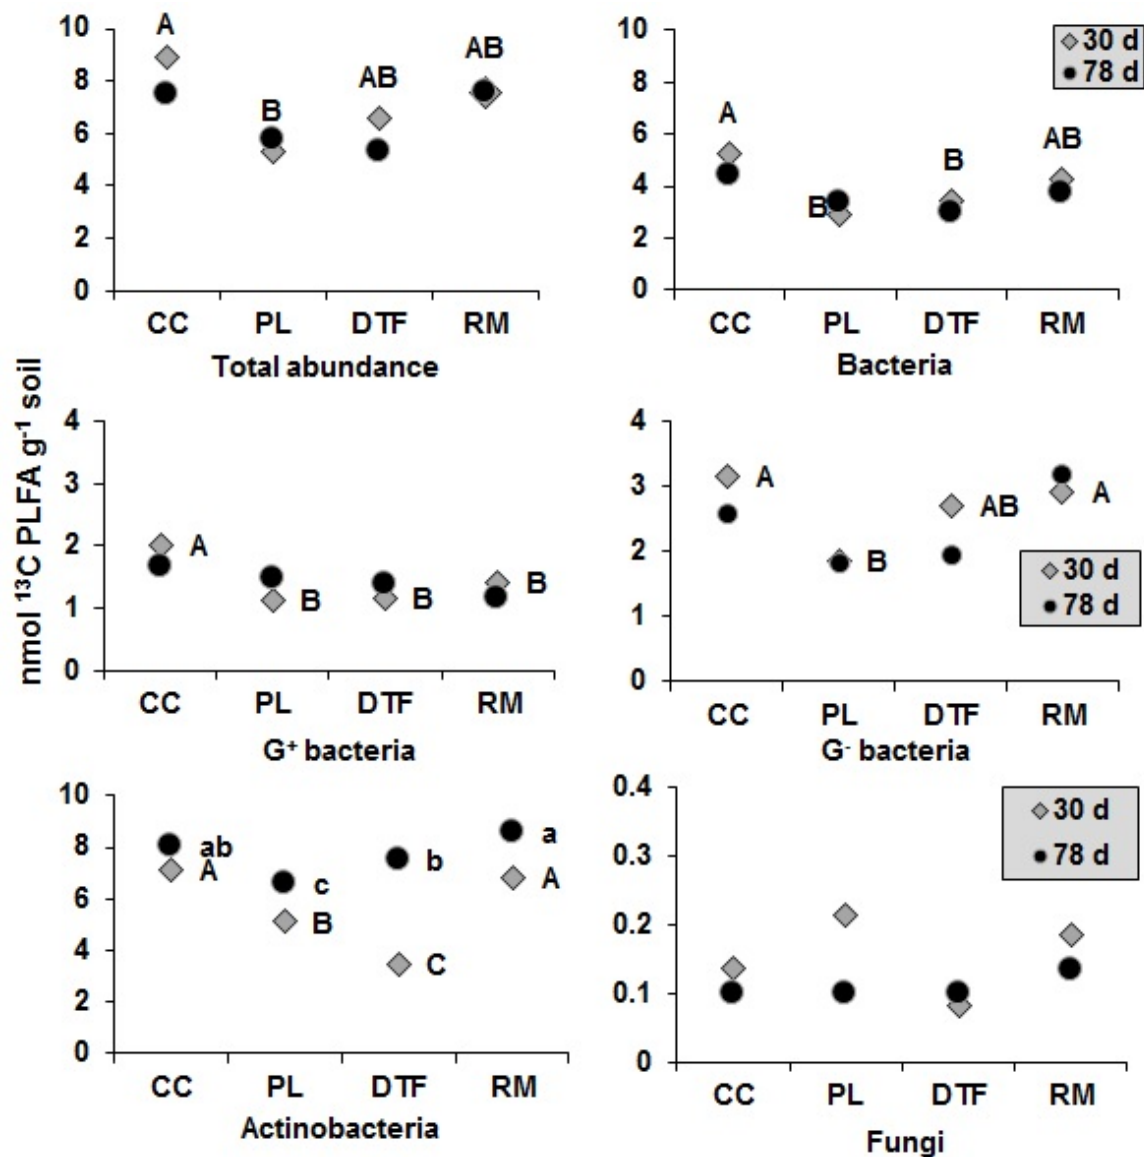 nmol ¹³C PLFA g⁻¹ soil
10
8
6
4
2
0
A
B
AB
AB
CC PL DTF RM
Total abundance
10
8
6
4
2
0
A
B
B
AB
30 d
78 d
CC PL DTF RM
Bacteria
4
3
2
1
0
A
B
B
B
CC PL DTF RM
G⁺ bacteria
4
3
2
1
0
A
B
AB
A
30 d
78 d
CC PL DTF RM
G⁻ bacteria
10
8
6
4
2
0
ab
A
c
B
b
C
a
A
CC PL DTF RM
Actinobacteria
0.4
0.3
0.2
0.1
0
30 d
78 d
CC PL DTF RM
Fungi